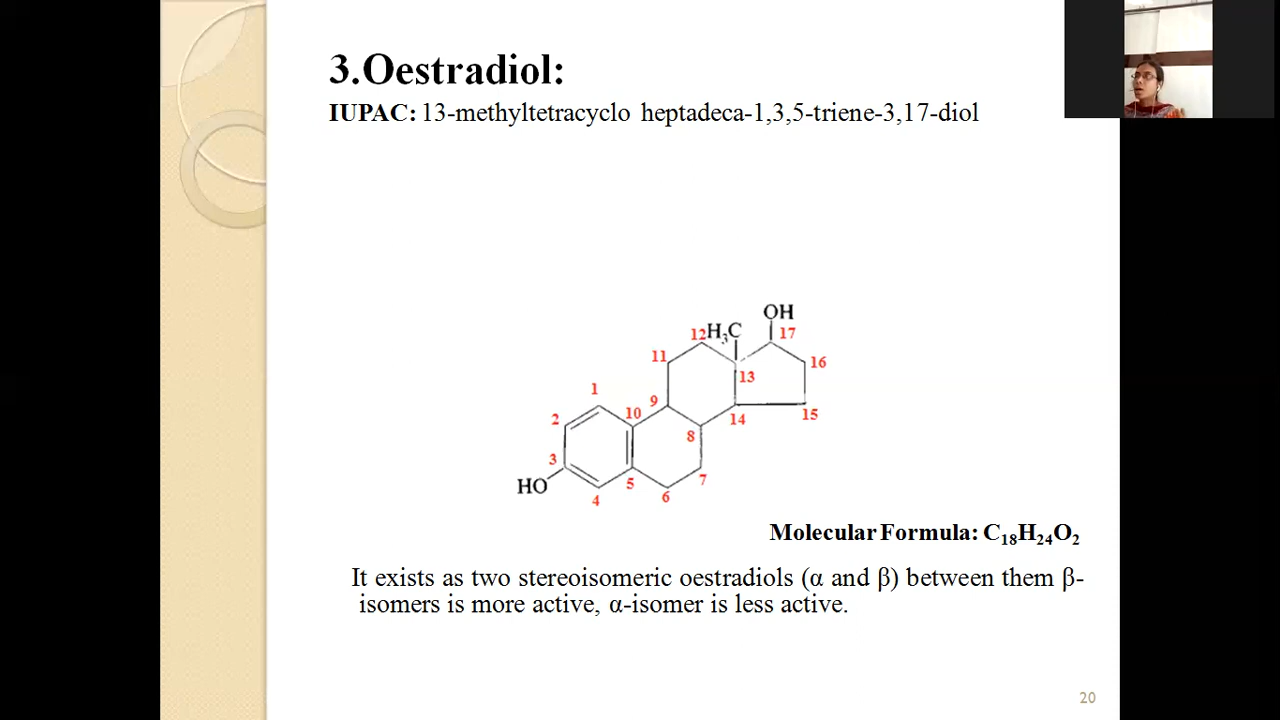 3.Oestradiol:
IUPAC: 13-methyltetracyclo heptadeca-1,3,5-triene-3,17-diol
OH
12 H₃C 17
11 16
13
1
9
10
2 14 15
8
3
HO 5 7
4 6
Molecular Formula: C₁₈H₂₄O₂
It exists as two stereoisomeric oestradiols (α and β) between them β-
isomers is more active, α-isomer is less active.
20